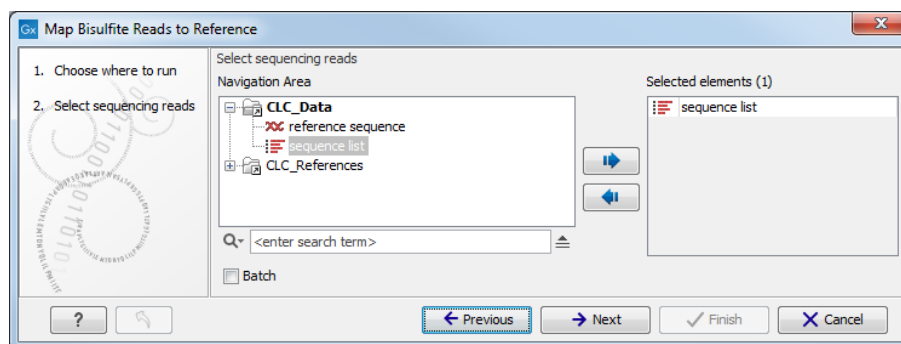 Gx Map Bisulfite Reads to Reference
1. Choose where to run
2. Select sequencing reads
Select sequencing reads
Navigation Area
CLC_Data
reference sequence
sequence list
CLC_References
<enter search term>
Batch
Selected elements (1)
sequence list
?
Previous
Next
Finish
Cancel